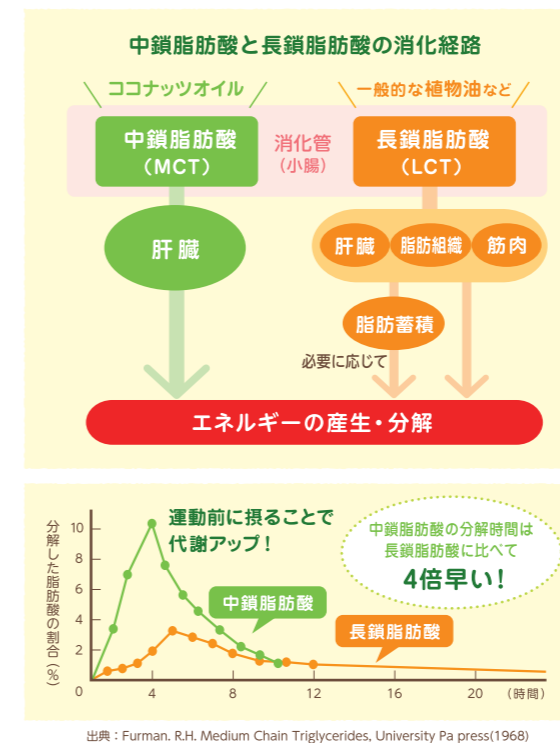 中鎖脂肪酸と長鎖脂肪酸の消化経路
ココナッツオイル
一般的な植物油など
中鎖脂肪酸
（MCT）
消化管
（小腸）
長鎖脂肪酸
（LCT）
肝臓
肝臓
脂肪組織
筋肉
脂肪蓄積
必要に応じて
エネルギーの産生・分解
分解した脂肪酸の割合（％）
10
8
6
4
2
0
運動前に摂ることで
代謝アップ！
中鎖脂肪酸の分解時間は
長鎖脂肪酸に比べて
4倍早い！
中鎖脂肪酸
長鎖脂肪酸
4
8
12
16
20
（時間）
出典：Furman. R.H. Medium Chain Triglycerides, University Pa press(1968)